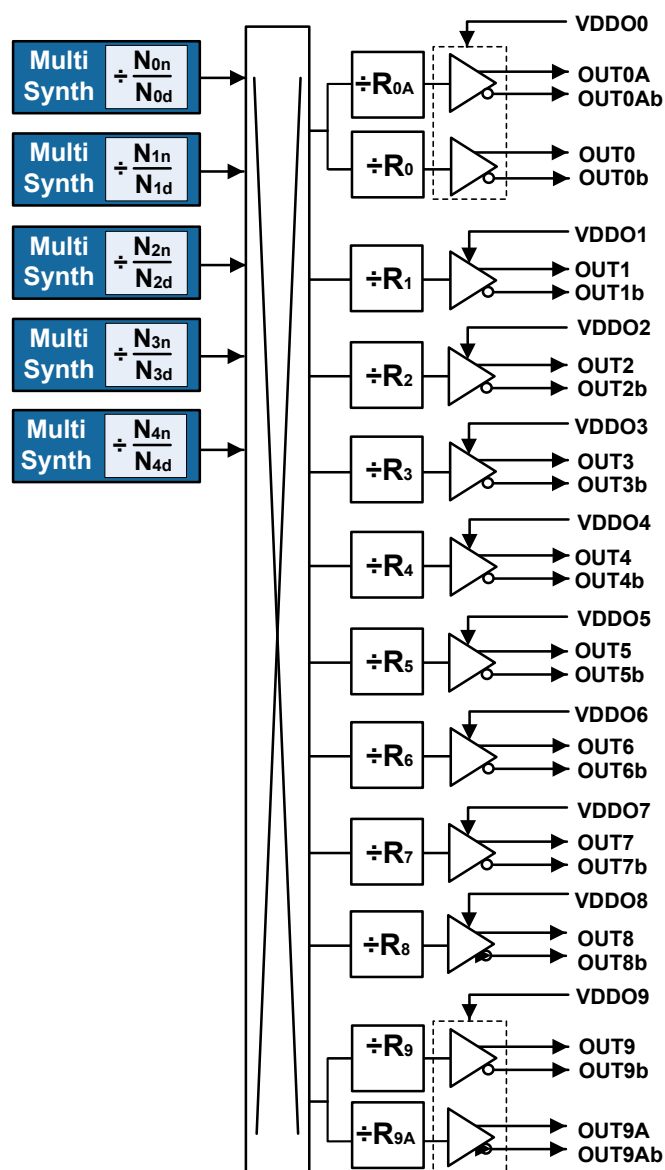 Multi Synth ÷ N0n / N0d
Multi Synth ÷ N1n / N1d
Multi Synth ÷ N2n / N2d
Multi Synth ÷ N3n / N3d
Multi Synth ÷ N4n / N4d
VDDO0
÷R0A
OUT0A
OUT0Ab
÷R0
OUT0
OUT0b
VDDO1
÷R1
OUT1
OUT1b
VDDO2
÷R2
OUT2
OUT2b
VDDO3
÷R3
OUT3
OUT3b
VDDO4
÷R4
OUT4
OUT4b
VDDO5
÷R5
OUT5
OUT5b
VDDO6
÷R6
OUT6
OUT6b
VDDO7
÷R7
OUT7
OUT7b
VDDO8
÷R8
OUT8
OUT8b
VDDO9
÷R9
OUT9
OUT9b
÷R9A
OUT9A
OUT9Ab